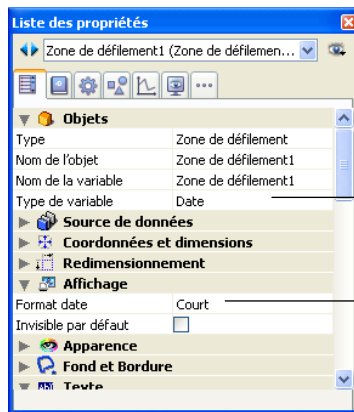 Liste des propriétés
Zone de défilement1 (Zone de défilemen...
Objets
Type Zone de défilement
Nom de l'objet Zone de défilement1
Nom de la variable Zone de défilement1
Type de variable Date
Source de données
Coordonnées et dimensions
Redimensionnement
Affichage
Format date Court
Invisible par défaut
Apparence
Fond et Bordure
Texte